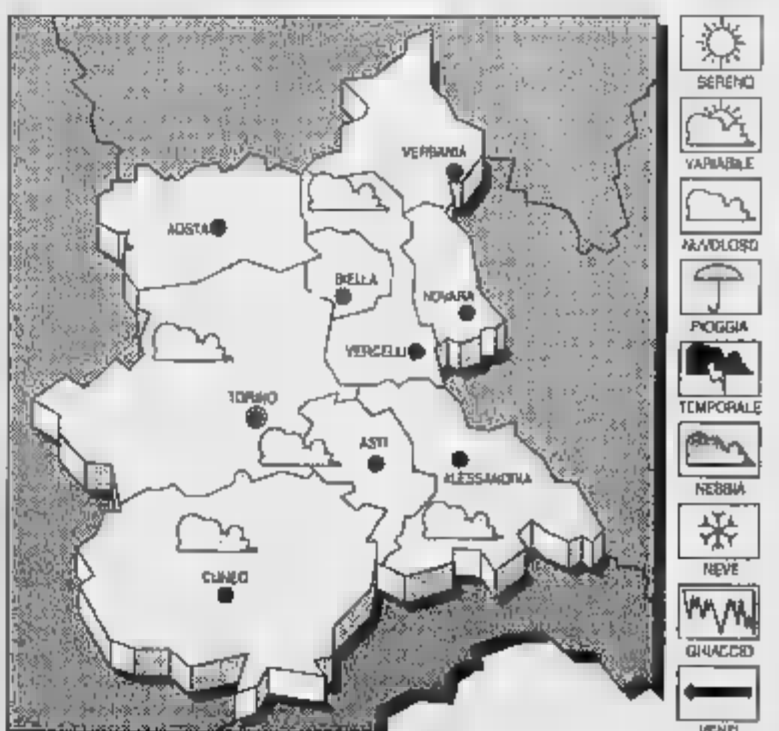 SERENO
VARIABILE
NUVOLOSO
PIOGGIA
TEMPORALE
NEBBIA
NEVE
GHIACCIO
VERBANIA
AOSTA
BIELLA
NOVARA
VERCELLI
TORINO
ASTI
ALESSANDRIA
CUNEO